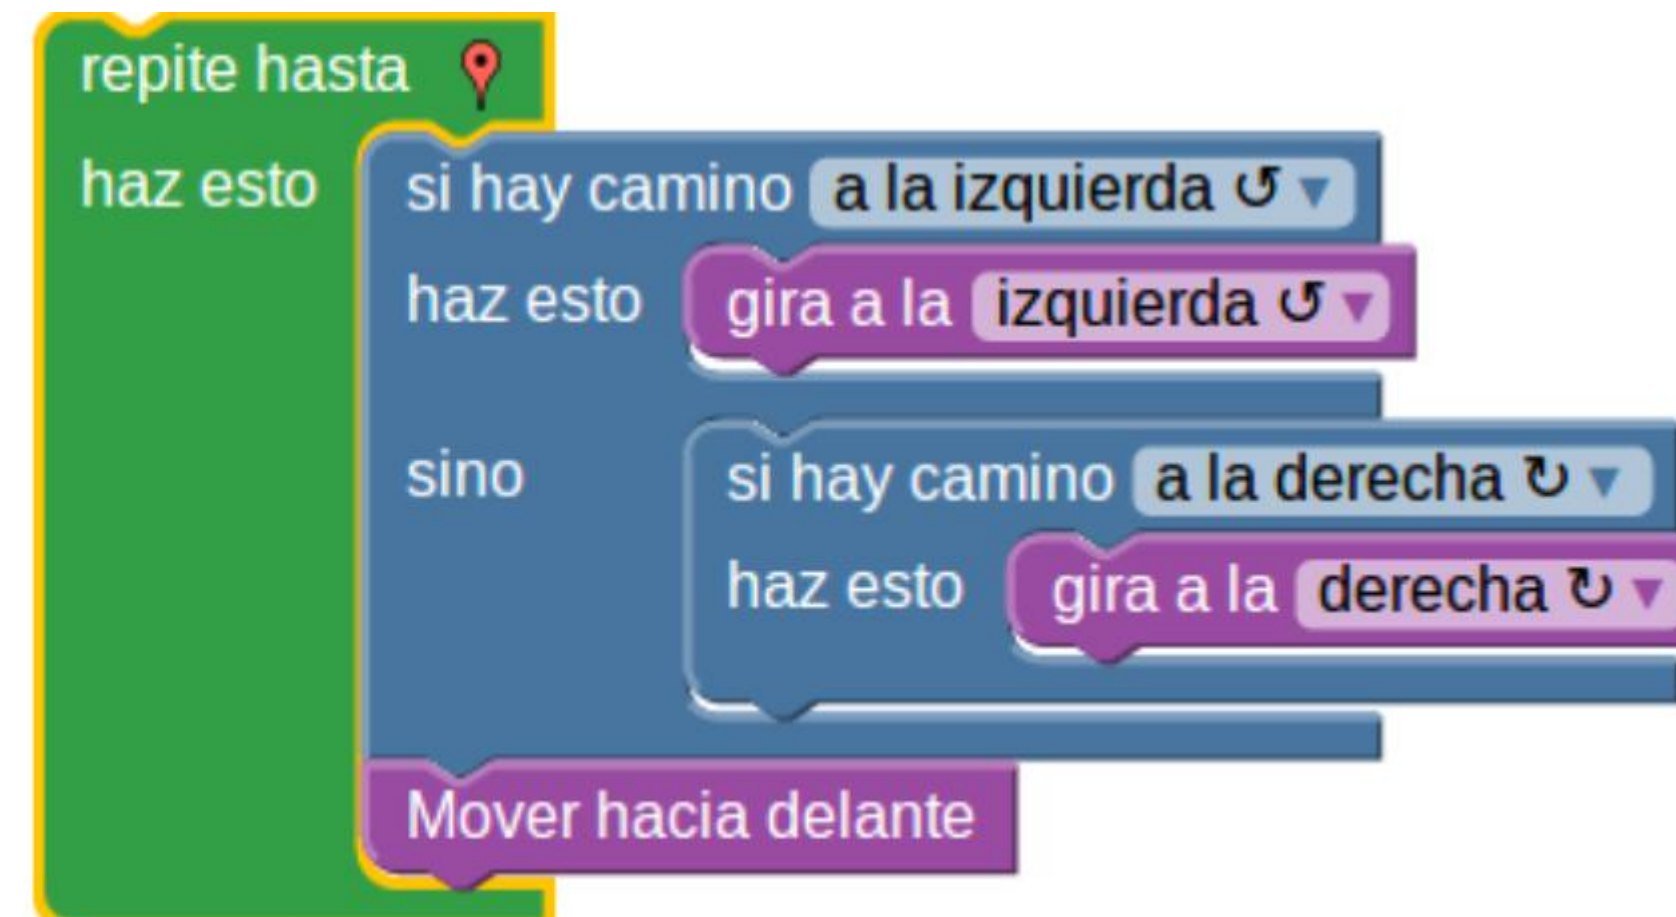 repite hasta
haz esto
si hay camino a la izquierda ↺ ▼
haz esto gira a la izquierda ↺ ▼
sino
si hay camino a la derecha ↻ ▼
haz esto gira a la derecha ↻ ▼
Mover hacia delante